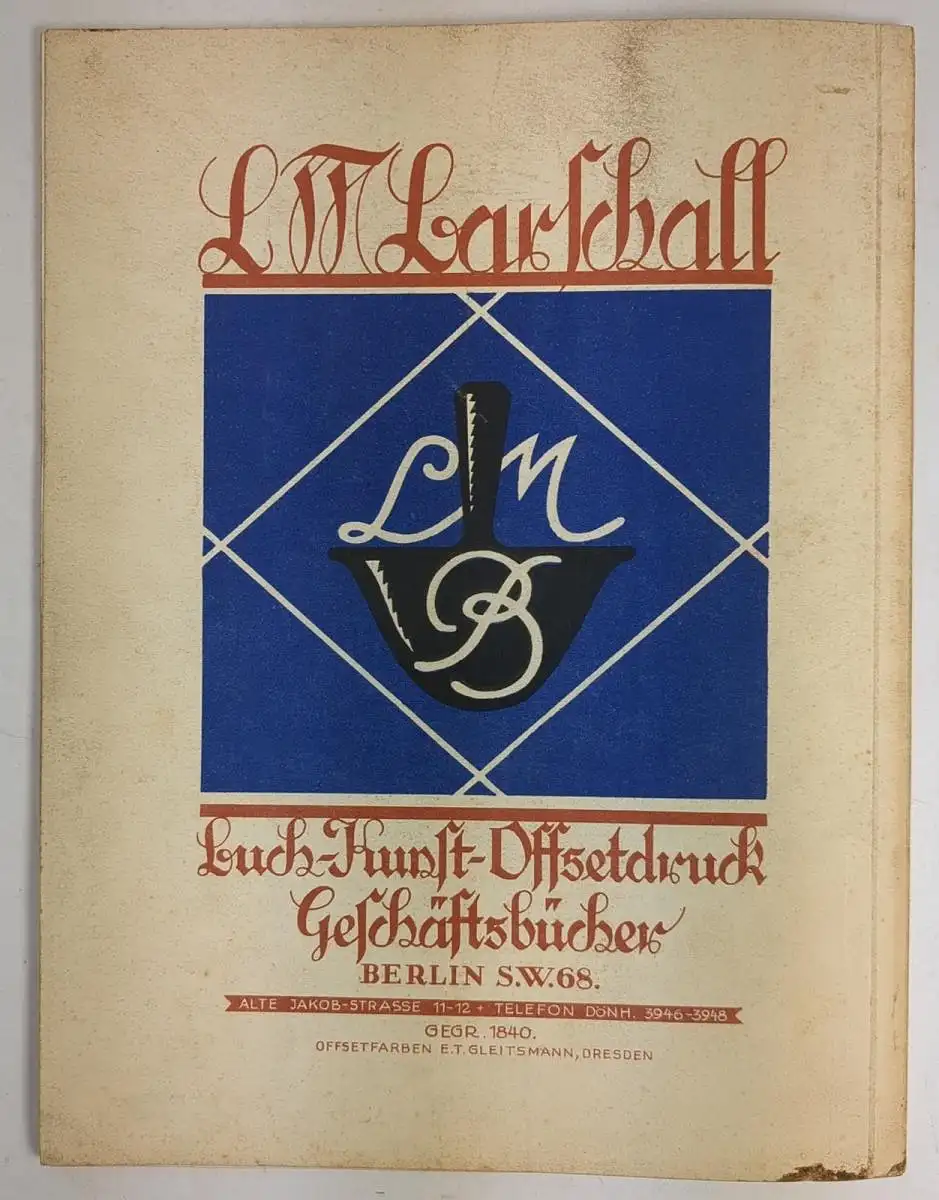 L M Barschall
L M
B
Buch-Kunst-Offsetdruck
Geschäftsbücher
BERLIN S.W.68.
ALTE JAKOB-STRASSE 11-12 + TELEFON DÖNH. 3946-3948
GEGR. 1840.
OFFSETFARBEN E.T. GLEITSMANN, DRESDEN